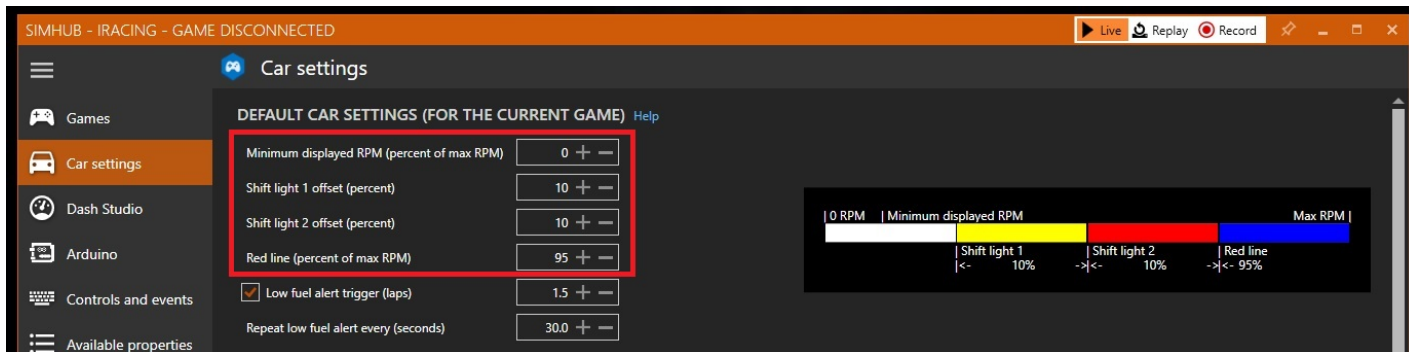 SIMHUB - IRACING - GAME DISCONNECTED
Live Replay Record
Car settings
Games
Car settings
Dash Studio
Arduino
Controls and events
Available properties
DEFAULT CAR SETTINGS (FOR THE CURRENT GAME) Help
Minimum displayed RPM (percent of max RPM) 0 + −
Shift light 1 offset (percent) 10 + −
Shift light 2 offset (percent) 10 + −
Red line (percent of max RPM) 95 + −
Low fuel alert trigger (laps) 1.5 + −
Repeat low fuel alert every (seconds) 30.0 + −
| 0 RPM | Minimum displayed RPM Max RPM |
| Shift light 1 | Shift light 2 | Red line
|<- 10% ->|<- 10% ->|<- 95%